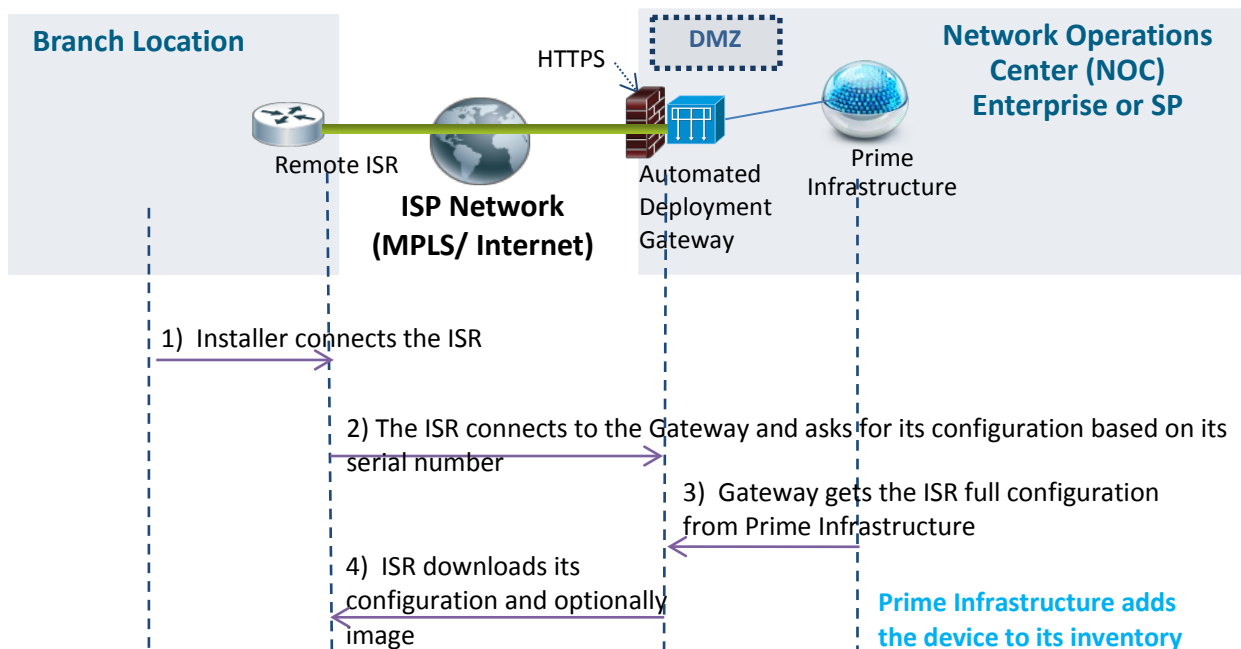 Branch Location
DMZ
Network Operations
Center (NOC)
Enterprise or SP
HTTPS
Remote ISR
ISP Network
(MPLS/ Internet)
Automated
Deployment
Gateway
Prime
Infrastructure
1)  Installer connects the ISR
2) The ISR connects to the Gateway and asks for its configuration based on its
serial number
3)  Gateway gets the ISR full configuration
from Prime Infrastructure
4)  ISR downloads its
configuration and optionally
image
Prime Infrastructure adds
the device to its inventory